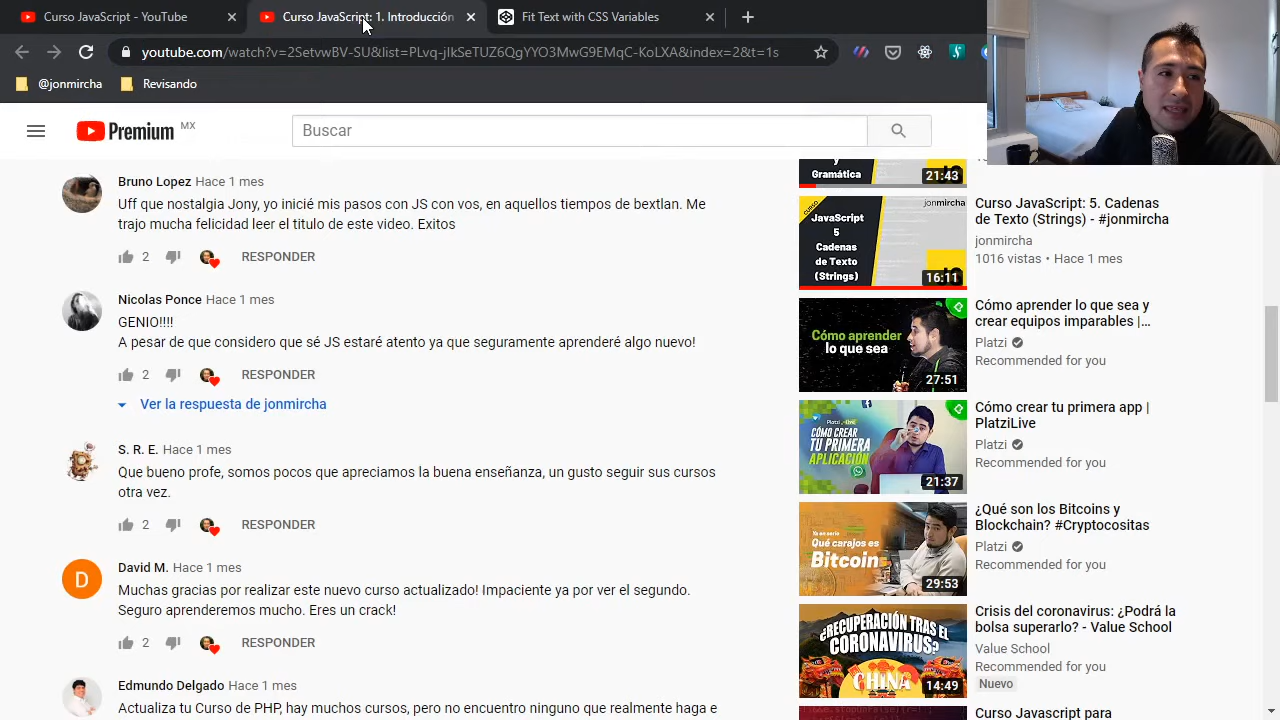 Curso JavaScript - YouTube
Curso JavaScript: 1. Introducción
Fit Text with CSS Variables
youtube.com/watch?v=2SetvwBV-SU&list=PLvq-jIkSeTUZ6QgYYO3MwG9EMqC-KoLXA&index=2&t=1s
@jonmircha
Revisando
Premium MX
Buscar
Bruno Lopez Hace 1 mes
Uff que nostalgia Jony, yo inicié mis pasos con JS con vos, en aquellos tiempos de bextlan. Me
trajo mucha felicidad leer el titulo de este video. Exitos
2 RESPONDER
Nicolas Ponce Hace 1 mes
GENIO!!!!
Aunque considero que sé JS estaré atento que seguramente aprenderé algo nuevo!
2 RESPONDER
Ver la respuesta de jonmircha
S. R. E. Hace 1 mes
Saludo profe, somos pocos que apreciamos la buena enseñanza, un gusto seguir sus cursos
otra vez.
2 RESPONDER
Dario I. Hace 1 mes
D
Muchas gracias por realizar este nuevo curso actualizado! Impaciente ya por ver el segundo.
Seguro aprenderemos mucho. Eres un crack!
2 RESPONDER
Edmundo Delgado Hace 1 mes
Actualiza tu Curso PHP, hay muchos cursos, pero no encuentro ninguno que realmente haga e
y
Gramática
21:43
CURSO
jonmircha
JavaScript
5
Cadenas
de Texto
(Strings)
16:11
Curso JavaScript: 5. Cadenas
de Texto (Strings) - #jonmircha
jonmircha
1016 vistas • Hace 1 mes
Cómo aprender
lo que sea
27:51
Cómo aprender lo que sea y
crear equipos imparables |...
Platzi
Recommended for you
Platzi Live
CÓMO CREAR
TU PRIMERA
APLICACIÓN
21:37
Cómo crear tu primera app |
PlatziLive
Platzi
Recommended for you
Ya en serio
Qué carajos es
Bitcoin
29:53
¿Qué son los Bitcoins y
Blockchain? #Cryptocositas
Platzi
Recommended for you
¿RECUPERACIÓN TRAS EL
CORONAVIRUS?
CHINA
14:49
Crisis del coronavirus: ¿Podrá la
bolsa superarlo? - Value School
Value School
Recommended for you
Nuevo
Curso Javascript para